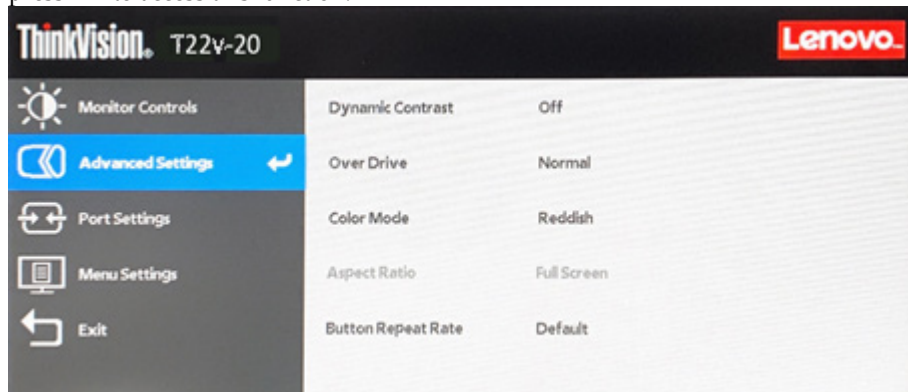 ThinkVision® T22v-20
Lenovo
Monitor Controls
Dynamic Contrast Off
Advanced Settings
Over Drive Normal
Port Settings
Color Mode Reddish
Menu Settings
Aspect Ratio Full Screen
Exit
Button Repeat Rate Default